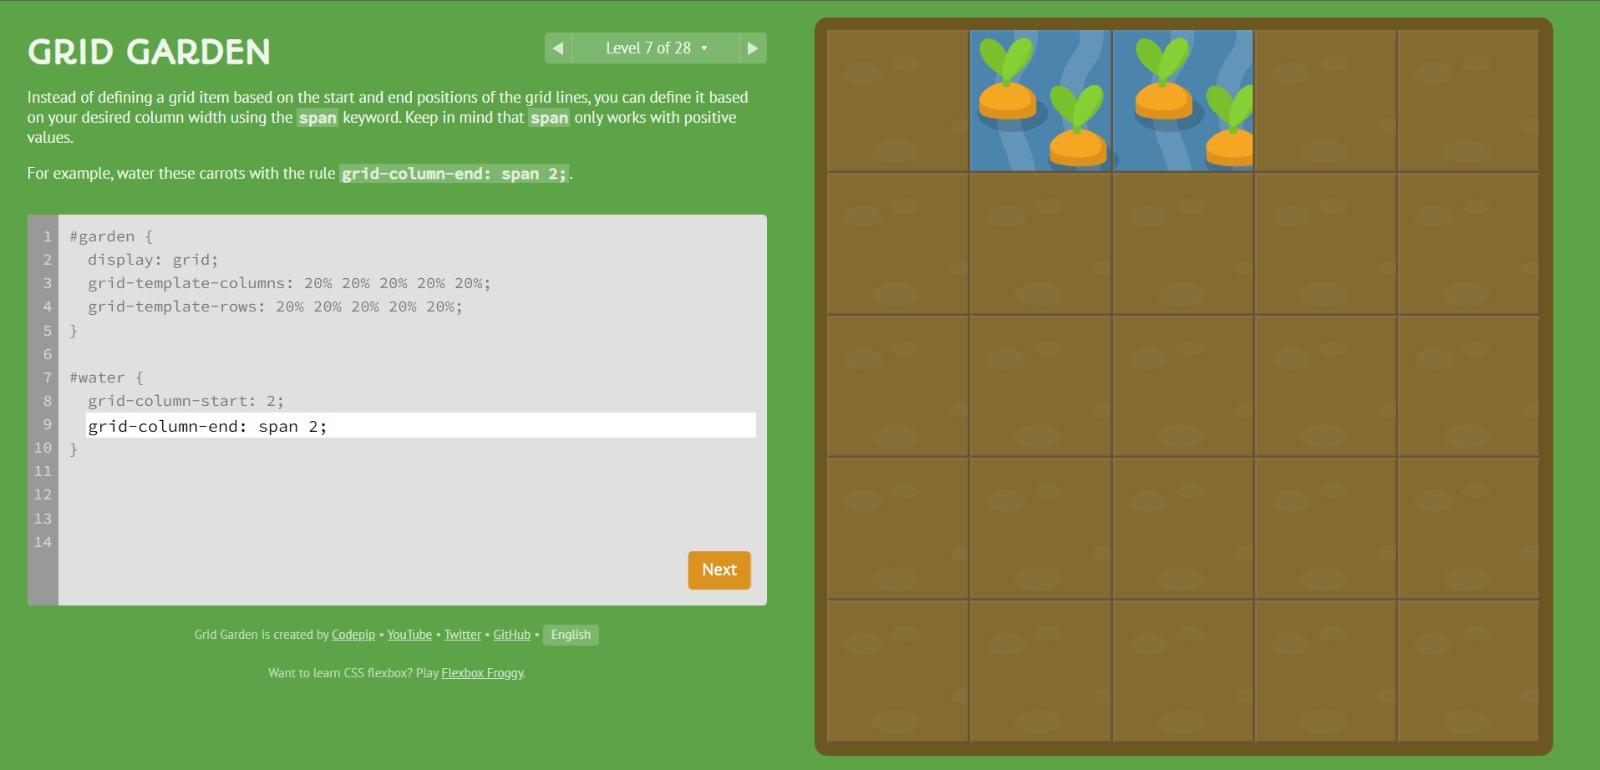 GRID GARDEN
◀ Level 7 of 28 ▾ ▶
Instead of defining a grid item based on the start and end positions of the grid lines, you can define it based
on your desired column width using the span keyword. Keep in mind that span only works with positive
values.
For example, water these carrots with the rule grid-column-end: span 2;.
1 #garden {
2   display: grid;
3   grid-template-columns: 20% 20% 20% 20% 20%;
4   grid-template-rows: 20% 20% 20% 20% 20%;
5 }
6
7 #water {
8   grid-column-start: 2;
9   grid-column-end: span 2;
10 }
11
12
13
14
Next
Grid Garden is created by Codepip • YouTube • Twitter • GitHub • English
Want to learn CSS flexbox? Play Flexbox Froggy.